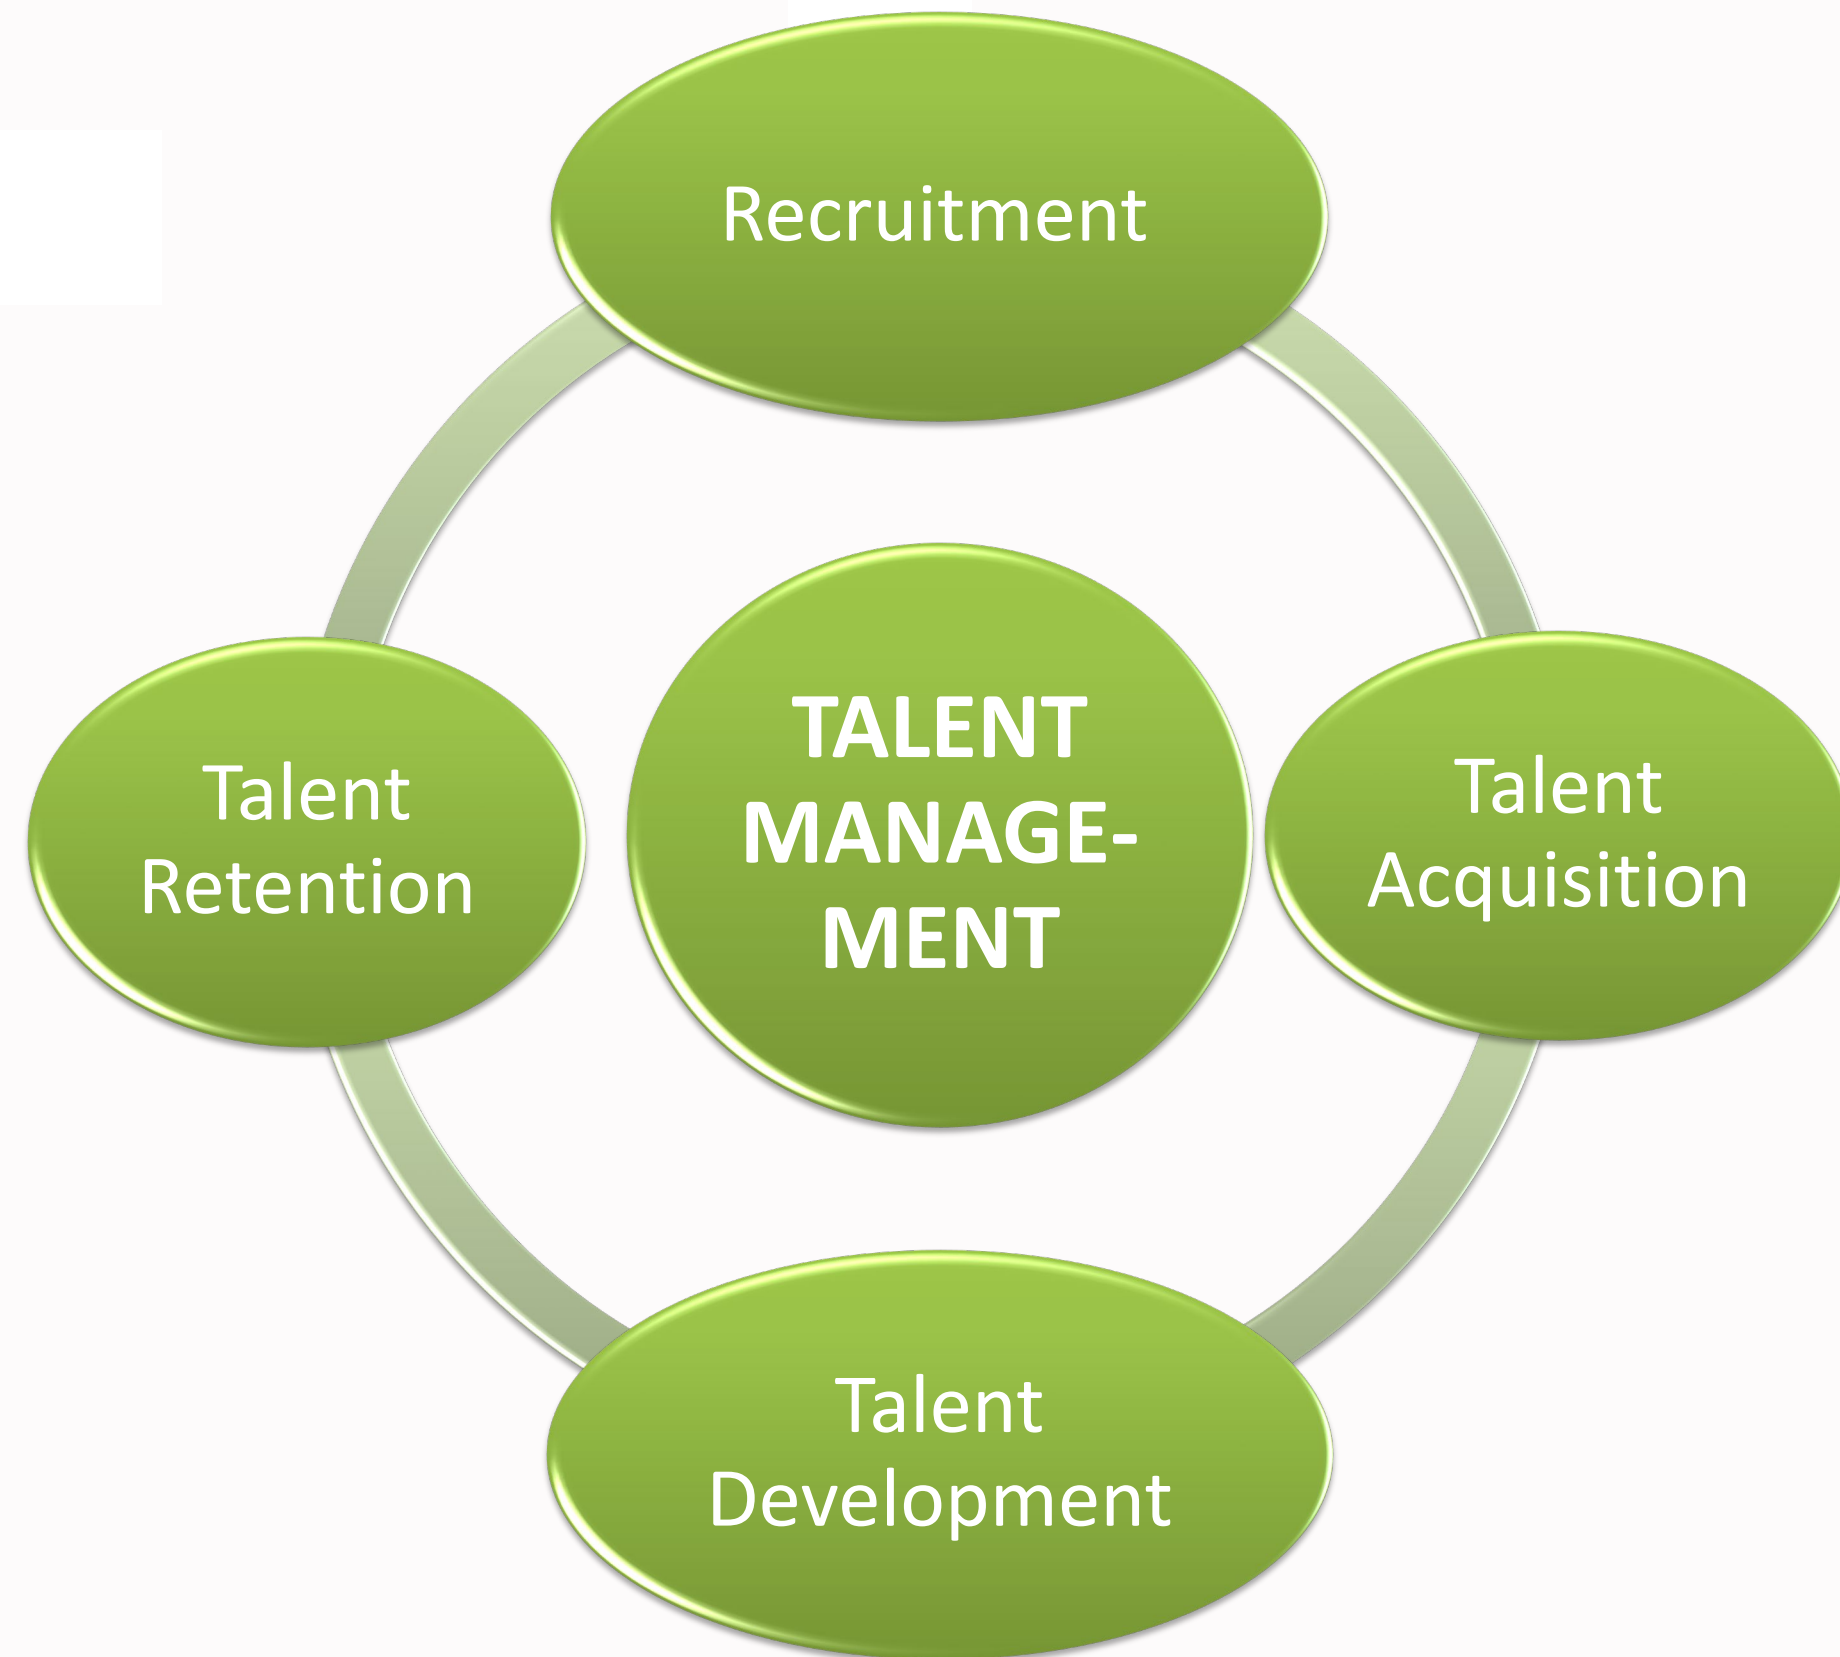 Recruitment
TALENT
MANAGE-
MENT
Talent
Retention
Talent
Acquisition
Talent
Development